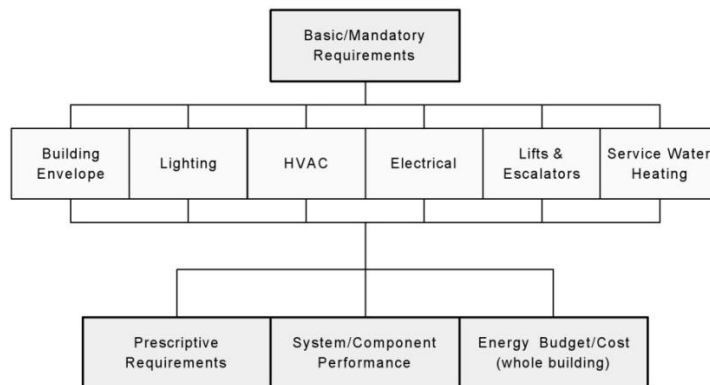 Basic/Mandatory
Requirements
Building
Envelope
Lighting
HVAC
Electrical
Lifts &
Escalators
Service Water
Heating
Prescriptive
Requirements
System/Component
Performance
Energy Budget/Cost
(whole building)